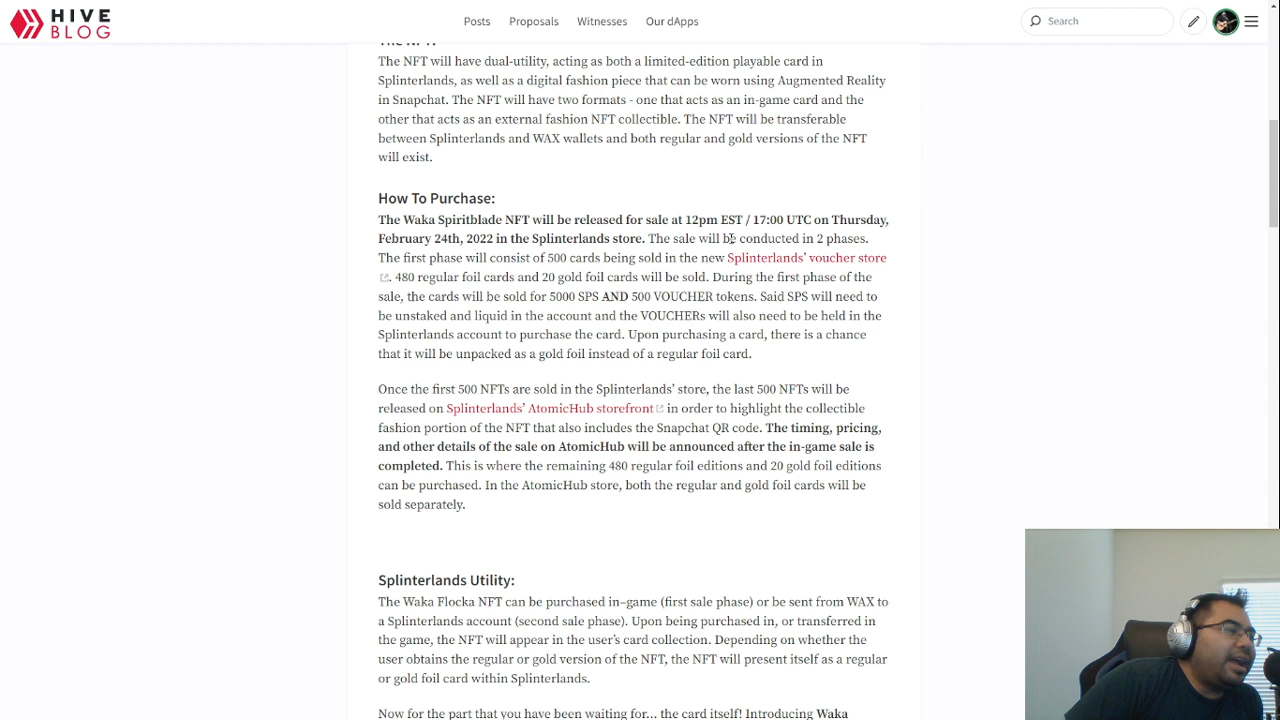 HIVE
BLOG
Posts
Proposals
Witnesses
Our dApps
Search
The NFT:
The NFT will have dual-utility, acting as both a limited-edition playable card in
Splinterlands, as well as a digital fashion piece that can be worn using Augmented Reality
in Snapchat. The NFT will have two formats - one that acts as an in-game card and the
other that acts as an external fashion NFT collectible. The NFT will be transferable
between Splinterlands and WAX wallets and both regular and gold versions of the NFT
will exist.
How To Purchase:
The Waka Spiritblade NFT will be released for sale at 12pm EST / 17:00 UTC on Thursday,
February 24th, 2022 in the Splinterlands store. The sale will be conducted in 2 phases.
The first phase will consist of 500 cards being sold in the new Splinterlands’ voucher store
. 480 regular foil cards and 20 gold foil cards will be sold. During the first phase of the
sale, the cards will be sold for 5000 SPS AND 500 VOUCHER tokens. Said SPS will need to
be unstaked and liquid in the account and the VOUCHERs will also need to be held in the
Splinterlands account to purchase the card. Upon purchasing a card, there is a chance
that it will be unpacked as a gold foil instead of a regular foil card.
Once the first 500 NFTs are sold in the Splinterlands’ store, the last 500 NFTs will be
released on Splinterlands’ AtomicHub storefront in order to highlight the collectible
fashion portion of the NFT that also includes the Snapchat QR code. The timing, pricing,
and other details of the sale on AtomicHub will be announced after the in-game sale is
completed. This is where the remaining 480 regular foil editions and 20 gold foil editions
can be purchased. In the AtomicHub store, both the regular and gold foil cards will be
sold separately.
Splinterlands Utility:
The Waka Flocka NFT can be purchased in–game (first sale phase) or be sent from WAX to
a Splinterlands account (second sale phase). Upon being purchased in, or transferred in
the game, the NFT will appear in the user’s card collection. Depending on whether the
user obtains the regular or gold version of the NFT, the NFT will present itself as a regular
or gold foil card within Splinterlands.
Now for the part that you have been waiting for... the card itself! Introducing Waka